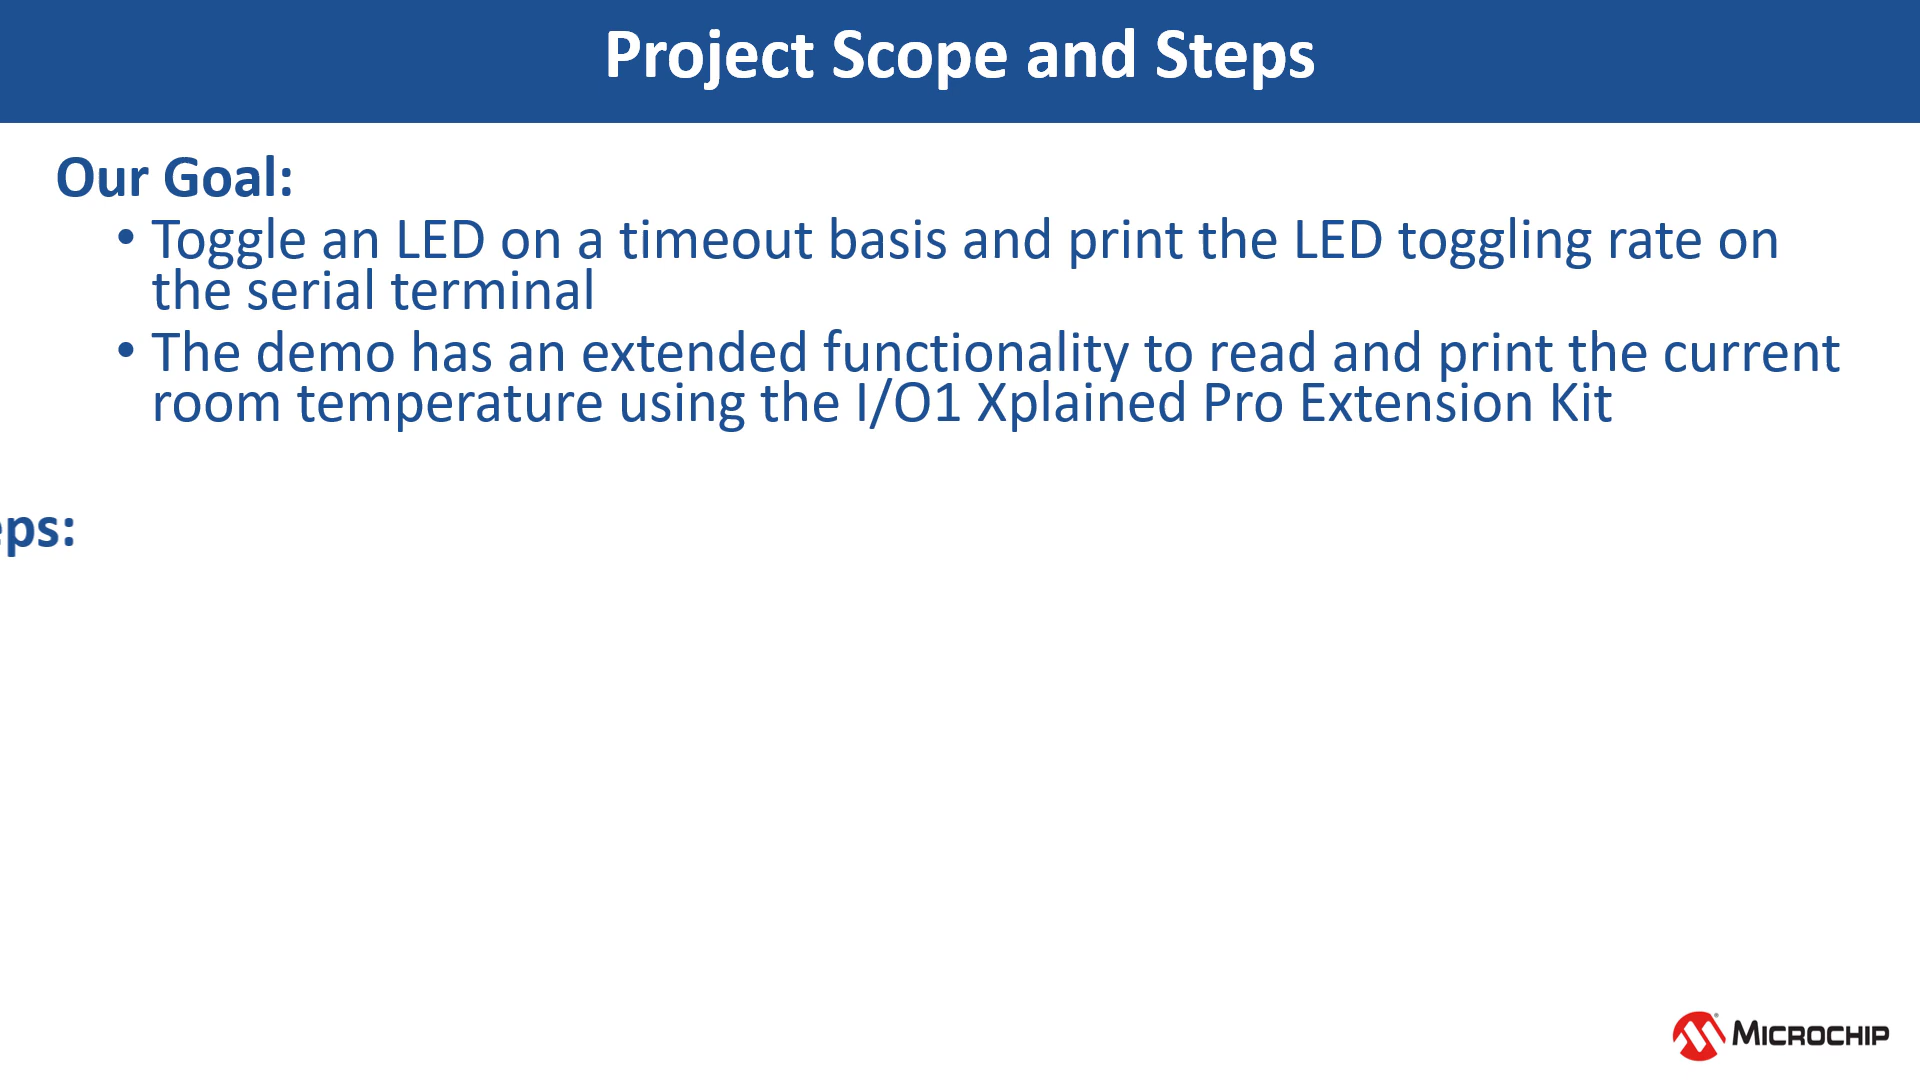 Project Scope and Steps
Our Goal:
• Toggle an LED on a timeout basis and print the LED toggling rate on
the serial terminal
• The demo has an extended functionality to read and print the current
room temperature using the I/O1 Xplained Pro Extension Kit
eps:
MICROCHIP